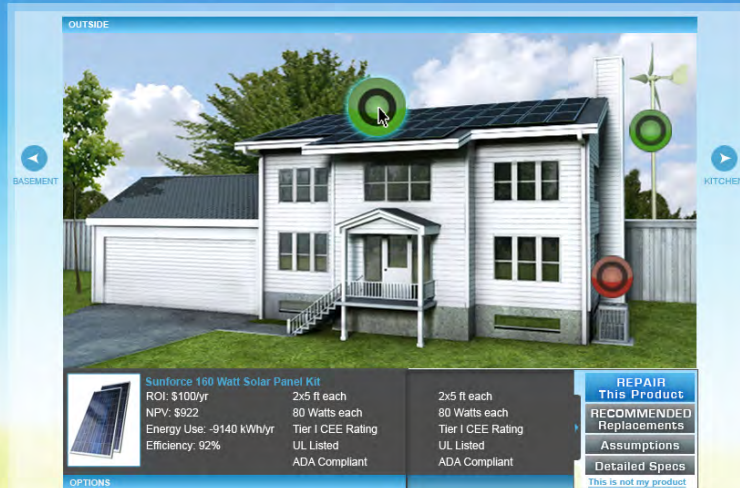 OUTSIDE
BASEMENT
KITCHEN
Sunforce 160 Watt Solar Panel Kit
ROI: $100/yr
NPV: $922
Energy Use: -9140 kWh/yr
Efficiency: 92%
2x5 ft each
80 Watts each
Tier I CEE Rating
UL Listed
ADA Compliant
2x5 ft each
80 Watts each
Tier I CEE Rating
UL Listed
ADA Compliant
REPAIR
This Product
RECOMMENDED
Replacements
Assumptions
Detailed Specs
This is not my product
OPTIONS